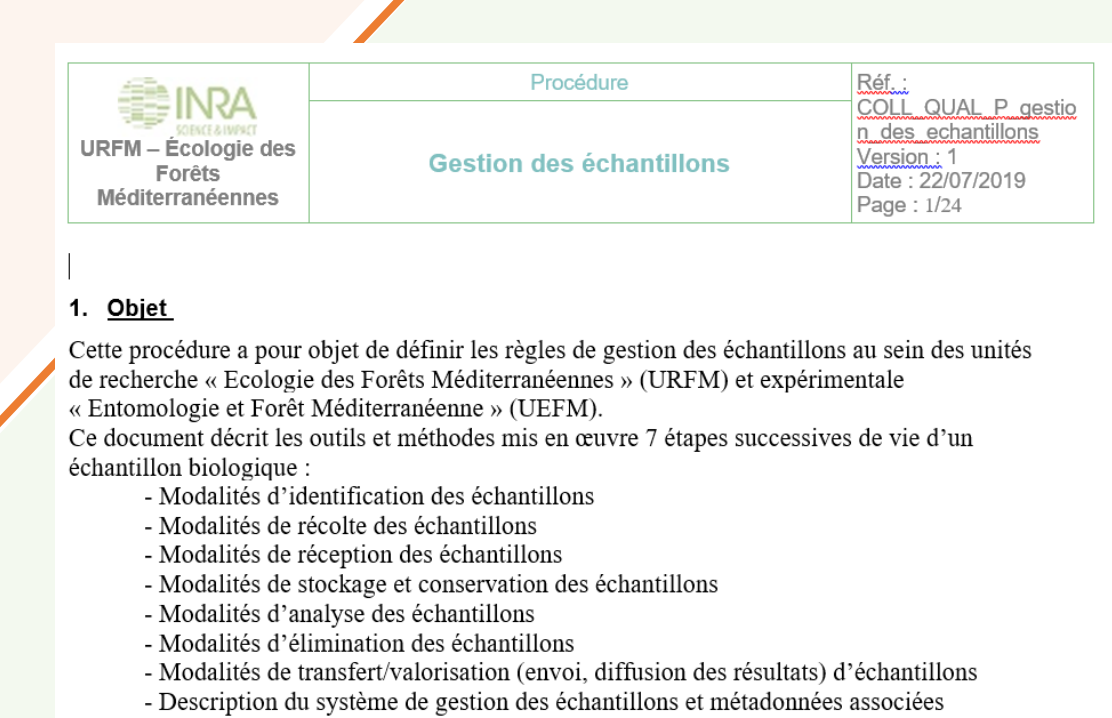 INRA
SCIENCE & IMPACT
URFM – Écologie des
Forêts
Méditerranéennes
Procédure
Gestion des échantillons
Réf. :
COLL_QUAL_P_gestio
n_des_echantillons
Version : 1
Date : 22/07/2019
Page : 1/24
1. Objet
Cette procédure a pour objet de définir les règles de gestion des échantillons au sein des unités
de recherche « Ecologie des Forêts Méditerranéennes » (URFM) et expérimentale
« Entomologie et Forêt Méditerranéenne » (UEFM).
Ce document décrit les outils et méthodes mis en œuvre 7 étapes successives de vie d’un
échantillon biologique :
- Modalités d’identification des échantillons
- Modalités de récolte des échantillons
- Modalités de réception des échantillons
- Modalités de stockage et conservation des échantillons
- Modalités d’analyse des échantillons
- Modalités d’élimination des échantillons
- Modalités de transfert/valorisation (envoi, diffusion des résultats) d’échantillons
- Description du système de gestion des échantillons et métadonnées associées